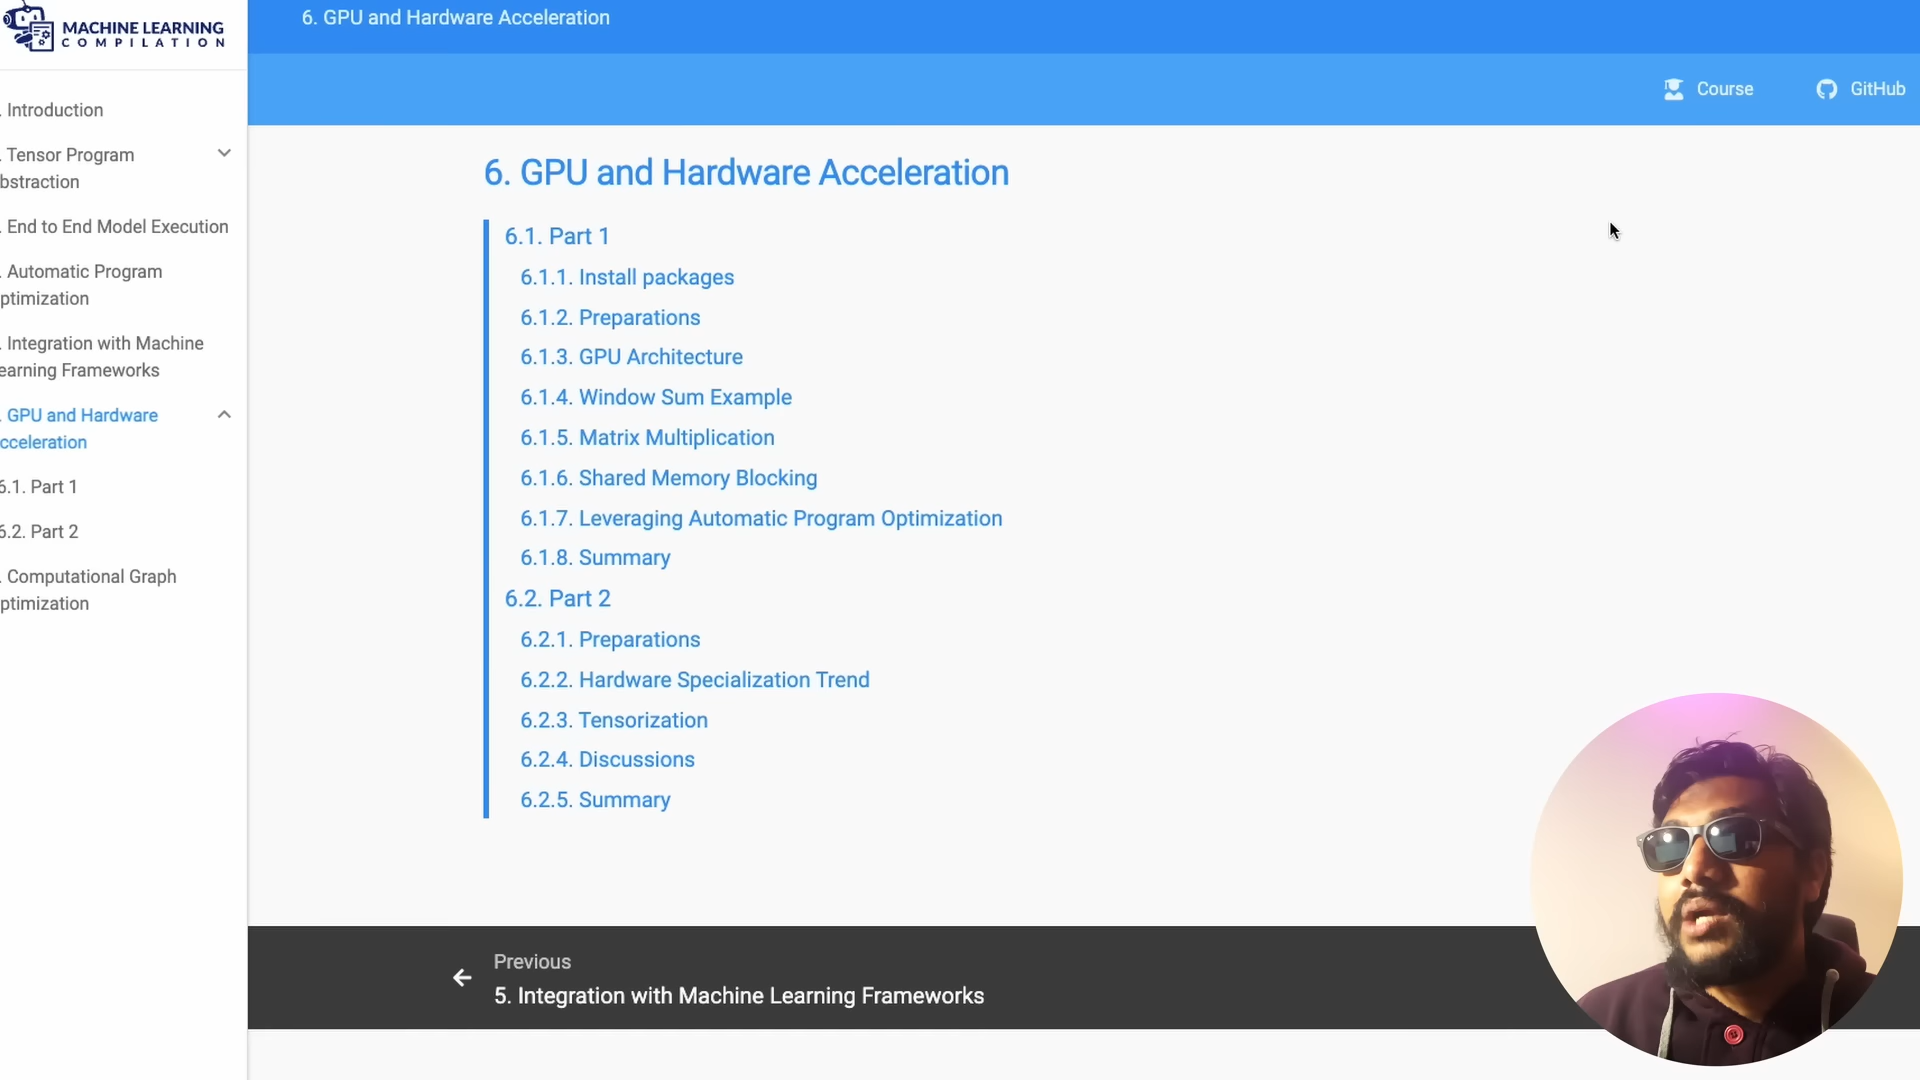 MACHINE LEARNING
COMPILATION
6. GPU and Hardware Acceleration
Course
GitHub
. Introduction
. Tensor Program
bstraction
. End to End Model Execution
. Automatic Program
ptimization
. Integration with Machine
earning Frameworks
. GPU and Hardware
cceleration
6.1. Part 1
6.2. Part 2
. Computational Graph
ptimization
6. GPU and Hardware Acceleration
6.1. Part 1
6.1.1. Install packages
6.1.2. Preparations
6.1.3. GPU Architecture
6.1.4. Window Sum Example
6.1.5. Matrix Multiplication
6.1.6. Shared Memory Blocking
6.1.7. Leveraging Automatic Program Optimization
6.1.8. Summary
6.2. Part 2
6.2.1. Preparations
6.2.2. Hardware Specialization Trend
6.2.3. Tensorization
6.2.4. Discussions
6.2.5. Summary
Previous
5. Integration with Machine Learning Frameworks